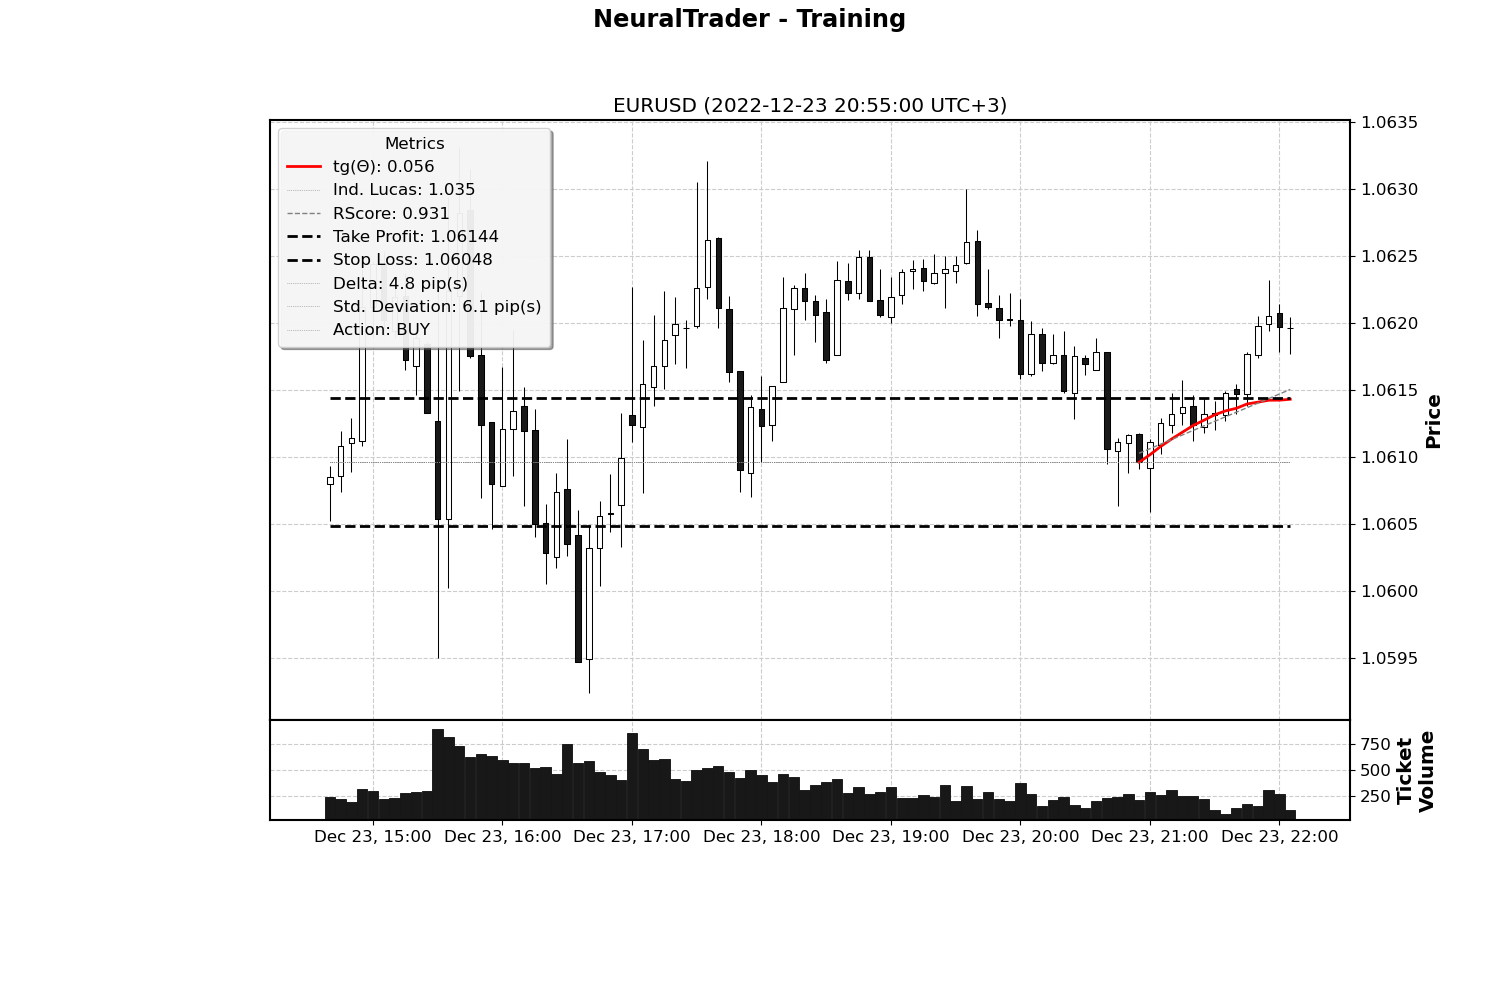 NeuralTrader - Training
EURUSD (2022-12-23 20:55:00 UTC+3)
Metrics
tg(Θ): 0.056
Ind. Lucas: 1.035
RScore: 0.931
Take Profit: 1.06144
Stop Loss: 1.06048
Delta: 4.8 pip(s)
Std. Deviation: 6.1 pip(s)
Action: BUY
1.0635
1.0630
1.0625
1.0620
1.0615
1.0610
1.0605
1.0600
1.0595
Price
750
500
250
Ticket
Volume
Dec 23, 15:00
Dec 23, 16:00
Dec 23, 17:00
Dec 23, 18:00
Dec 23, 19:00
Dec 23, 20:00
Dec 23, 21:00
Dec 23, 22:00